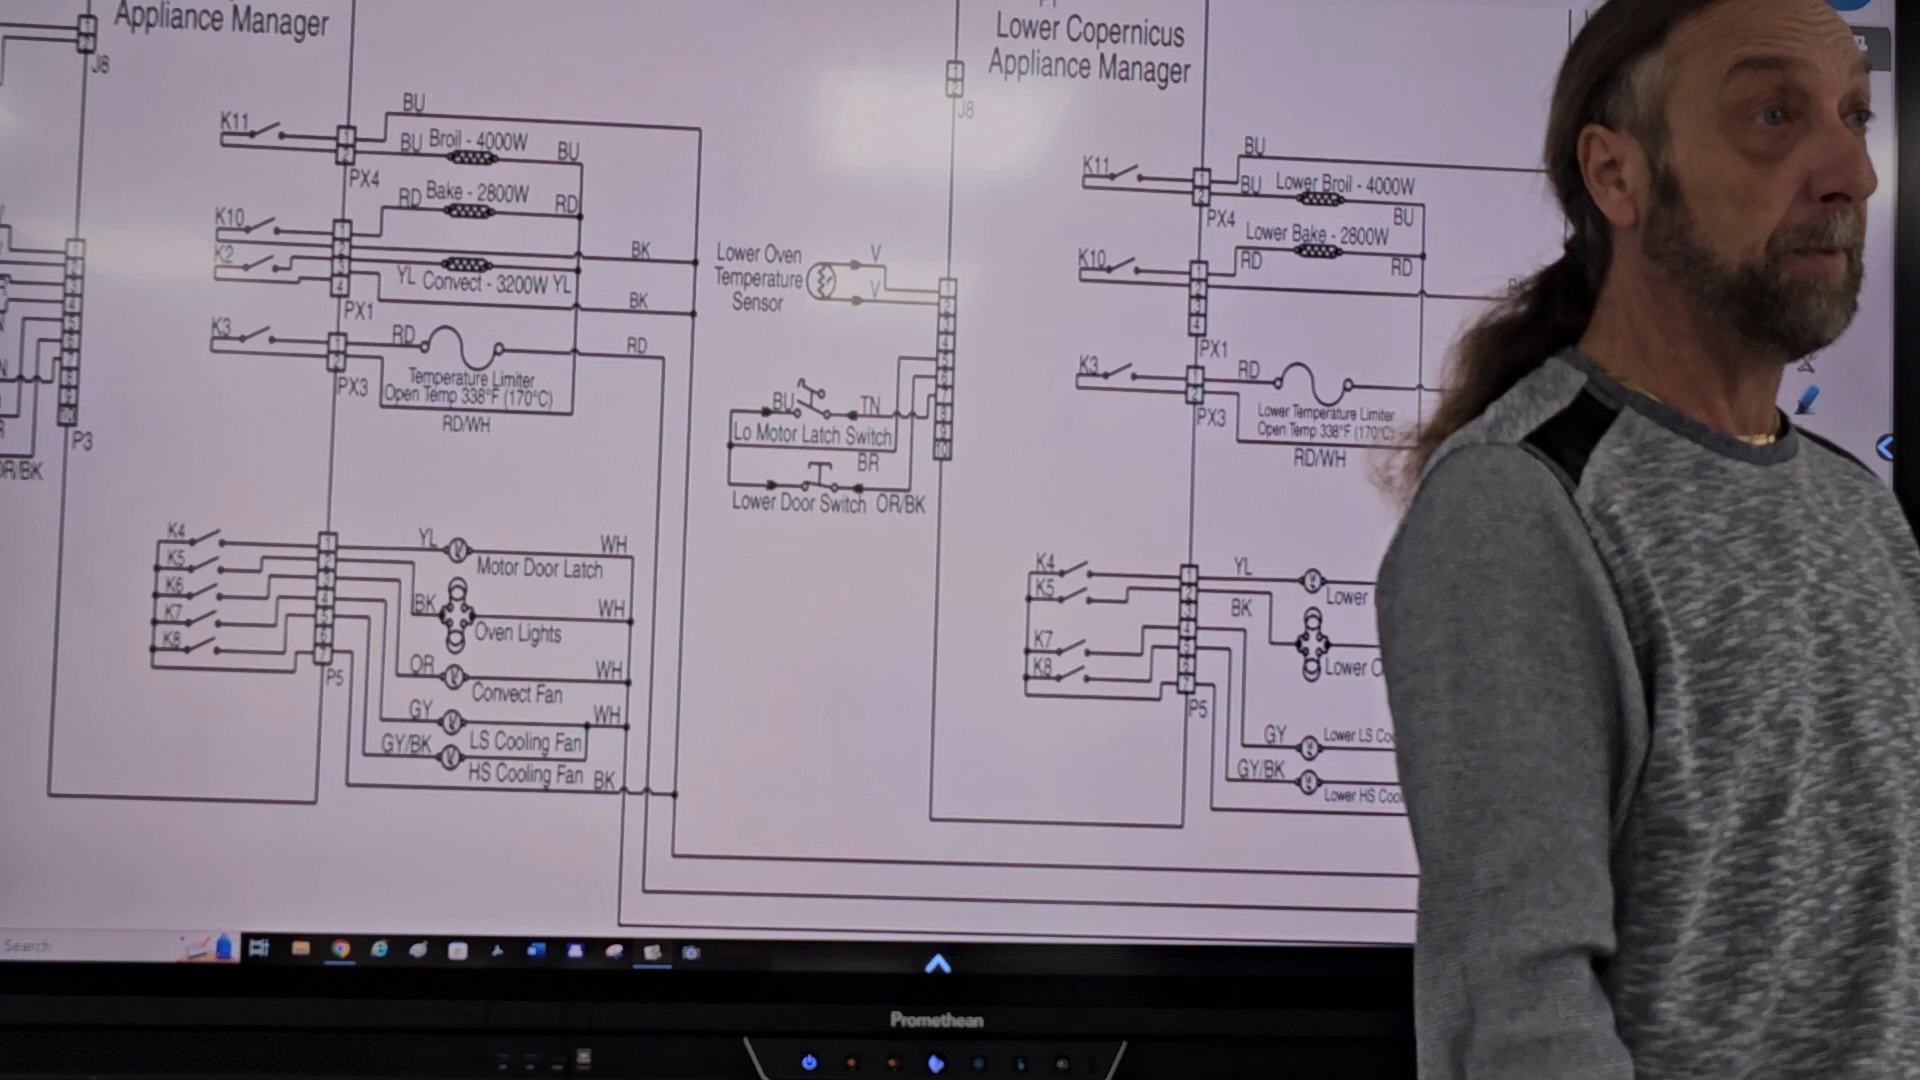 Appliance Manager
J8
K11
BU
BU
Broil - 4000W
BU
PX4
RD
Bake - 2800W
RD
K10
K2
BK
YL
Convect - 3200W YL
BK
PX1
K3
RD
RD
Temperature Limiter
Open Temp 338°F (170°C)
PX3
RD/WH
P3
OR/BK
K4
K5
K6
K7
K8
YL
WH
Motor Door Latch
BK
WH
Oven Lights
OR
WH
Convect Fan
P5
GY
WH
LS Cooling Fan
GY/BK
HS Cooling Fan
BK
Lower Oven
Temperature
Sensor
V
V
BU
TN
Lo Motor Latch Switch
BR
Lower Door Switch
OR/BK
Lower Copernicus
Appliance Manager
J8
K11
BU
BU
Lower Broil - 4000W
BU
PX4
Lower Bake - 2800W
RD
RD
K10
PX1
K3
RD
Lower Temperature Limiter
Open Temp 338°F (170°C)
PX3
RD/WH
K4
K5
K7
K8
YL
Lower
BK
Lower
P5
GY
Lower LS
GY/BK
Lower HS
Search
Promethean